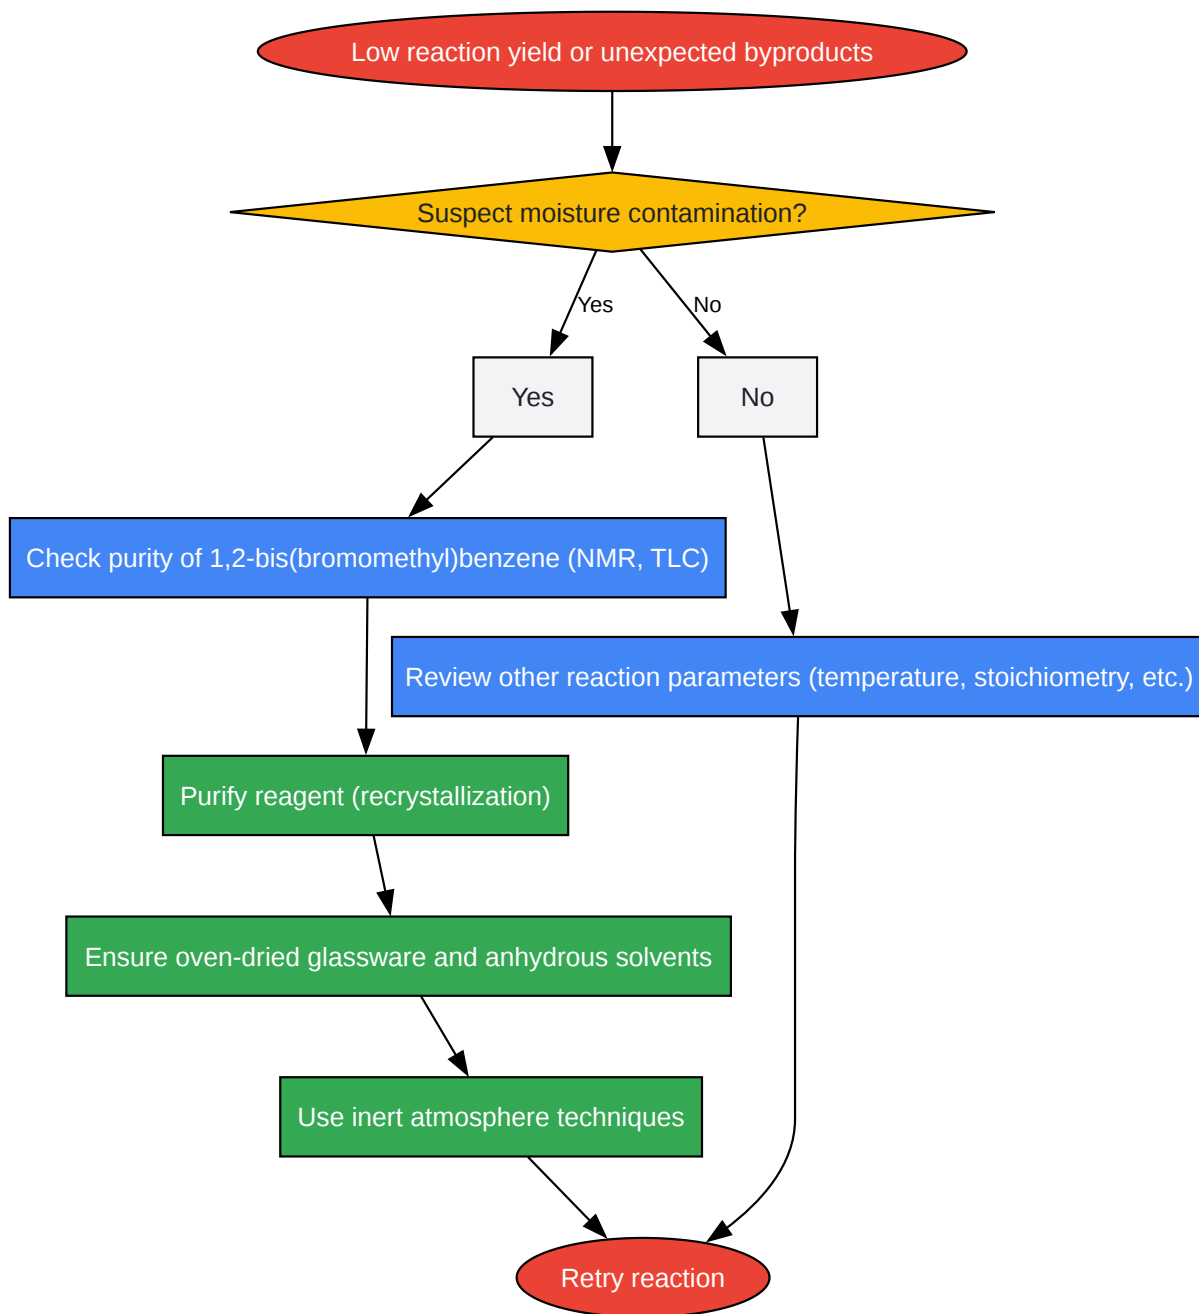 Low reaction yield or unexpected byproducts
Suspect moisture contamination?
Yes
No
Yes
No
Check purity of 1,2-bis(bromomethyl)benzene (NMR, TLC)
Review other reaction parameters (temperature, stoichiometry, etc.)
Purify reagent (recrystallization)
Ensure oven-dried glassware and anhydrous solvents
Use inert atmosphere techniques
Retry reaction